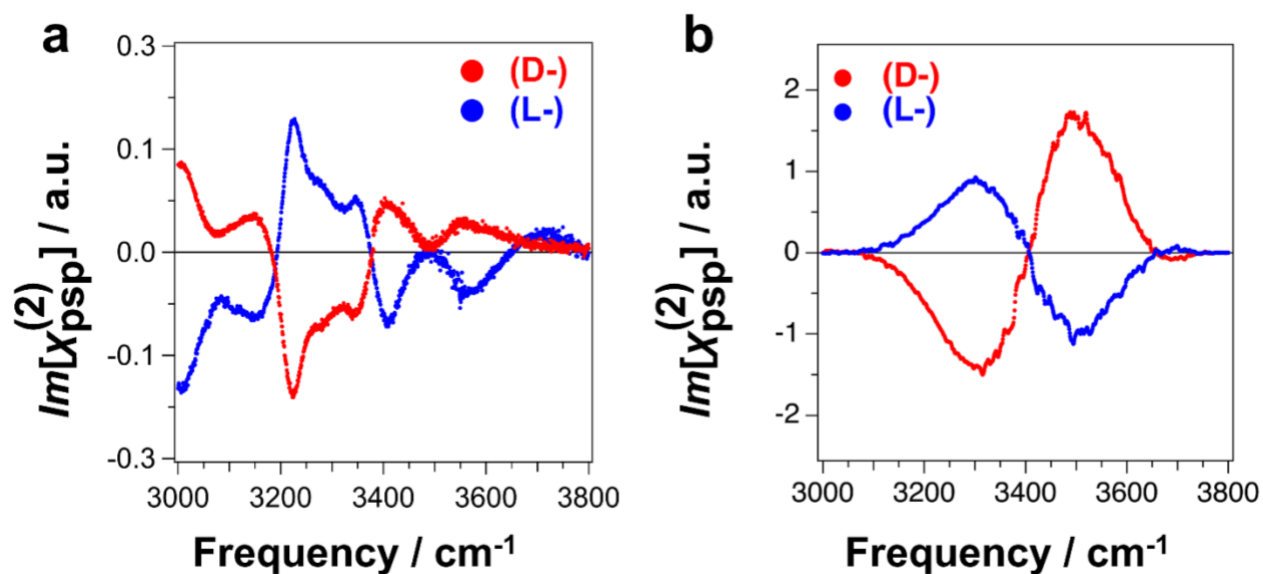 a
(D-)
(L-)
Im[χ(2)psp] / a.u.
0.3
0.1
0.0
-0.1
-0.3
3000 3200 3400 3600 3800
Frequency / cm-1
b
(D-)
(L-)
Im[χ(2)psp] / a.u.
2
1
0
-1
-2
3000 3200 3400 3600 3800
Frequency / cm-1